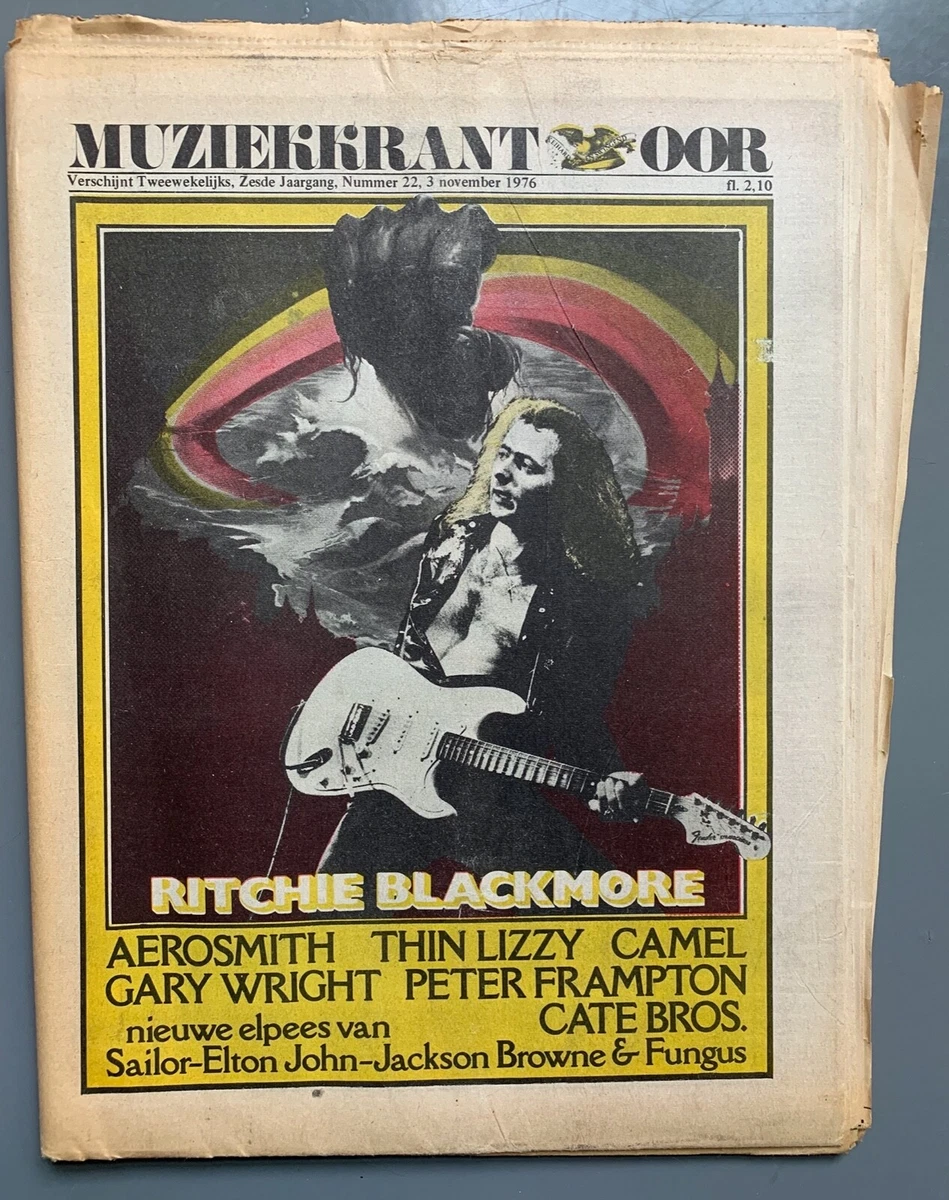 MUZIEKKRANT OOR
Verschijnt Tweewekelijks, Zesde Jaargang, Nummer 22, 3 november 1976 fl. 2,10
Fender
RITCHIE BLACKMORE
AEROSMITH THIN LIZZY CAMEL
GARY WRIGHT PETER FRAMPTON
nieuwe elpees van CATE BROS.
Sailor-Elton John-Jackson Browne & Fungus